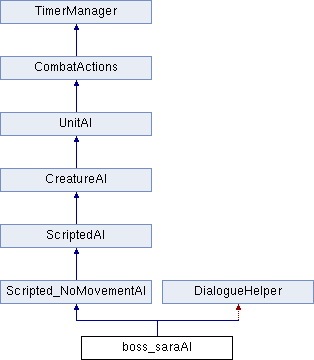 TimerManager
CombatActions
UnitAI
CreatureAI
ScriptedAI
Scripted_NoMovementAI DialogueHelper
boss_saraAI